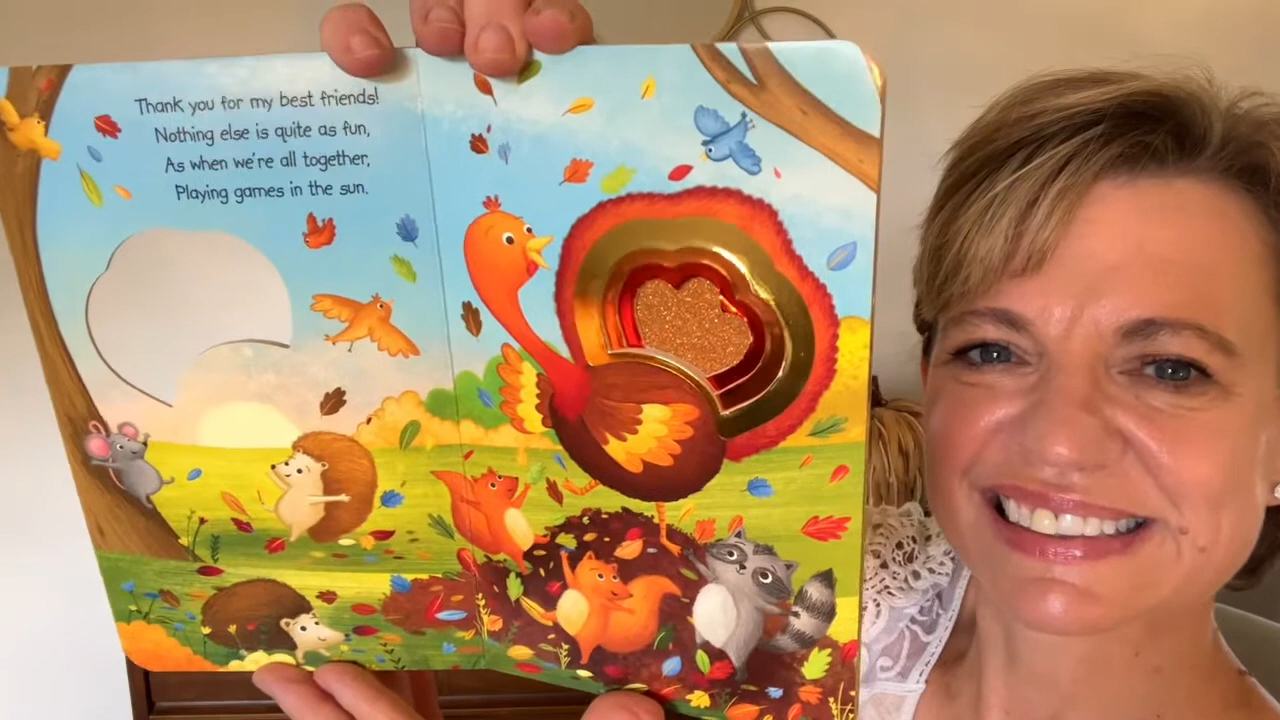 Thank you for my best friends!
Nothing else is quite as fun,
As when we're all together,
Playing games in the sun.